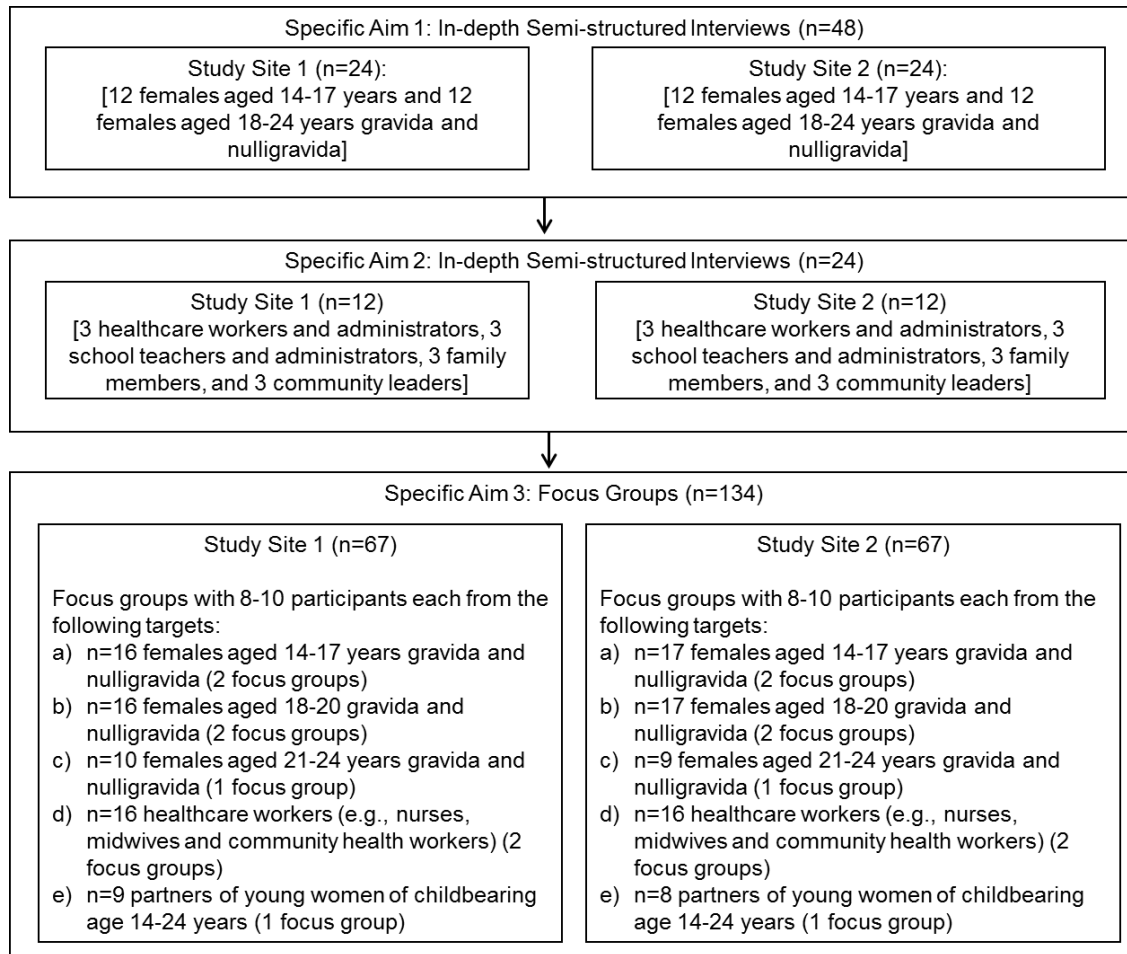 Specific Aim 1: In-depth Semi-structured Interviews (n=48)
Study Site 1 (n=24):
[12 females aged 14-17 years and 12
females aged 18-24 years gravida and
nulligravida]
Study Site 2 (n=24):
[12 females aged 14-17 years and 12
females aged 18-24 years gravida and
nulligravida]
Specific Aim 2: In-depth Semi-structured Interviews (n=24)
Study Site 1 (n=12)
[3 healthcare workers and administrators, 3
school teachers and administrators, 3 family
members, and 3 community leaders]
Study Site 2 (n=12)
[3 healthcare workers and administrators, 3
school teachers and administrators, 3 family
members, and 3 community leaders]
Specific Aim 3: Focus Groups (n=134)
Study Site 1 (n=67)
Focus groups with 8-10 participants each from the
following targets:
a) n=16 females aged 14-17 years gravida and
nulligravida (2 focus groups)
b) n=16 females aged 18-20 gravida and
nulligravida (2 focus groups)
c) n=10 females aged 21-24 years gravida and
nulligravida (1 focus group)
d) n=16 healthcare workers (e.g., nurses,
midwives and community health workers) (2
focus groups)
e) n=9 partners of young women of childbearing
age 14-24 years (1 focus group)
Study Site 2 (n=67)
Focus groups with 8-10 participants each from the
following targets:
a) n=17 females aged 14-17 years gravida and
nulligravida (2 focus groups)
b) n=17 females aged 18-20 gravida and
nulligravida (2 focus groups)
c) n=9 females aged 21-24 years gravida and
nulligravida (1 focus group)
d) n=16 healthcare workers (e.g., nurses,
midwives and community health workers) (2
focus groups)
e) n=8 partners of young women of childbearing
age 14-24 years (1 focus group)